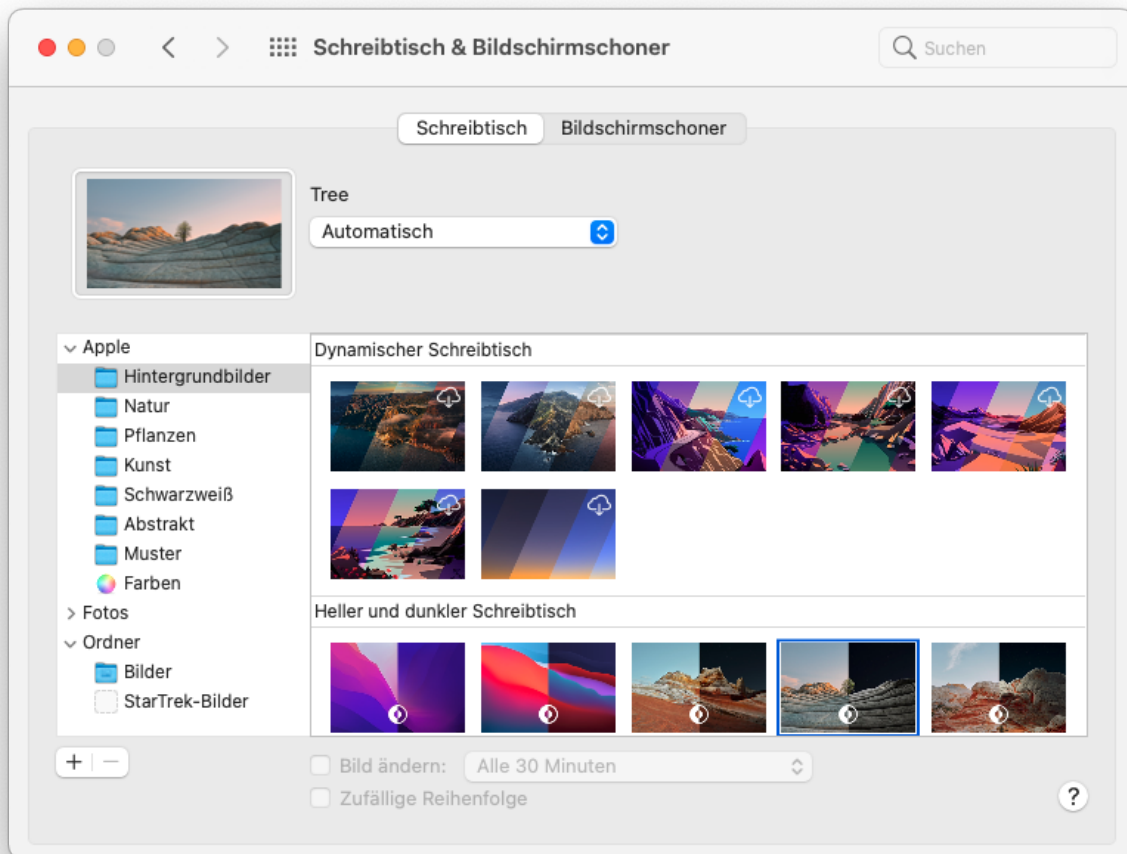 Schreibtisch & Bildschirmschoner
Suchen
Schreibtisch
Bildschirmschoner
Tree
Automatisch
Apple
Hintergrundbilder
Natur
Pflanzen
Kunst
Schwarzweiß
Abstrakt
Muster
Farben
Fotos
Ordner
Bilder
StarTrek-Bilder
Dynamischer Schreibtisch
Heller und dunkler Schreibtisch
Bild ändern: Alle 30 Minuten
Zufällige Reihenfolge
?